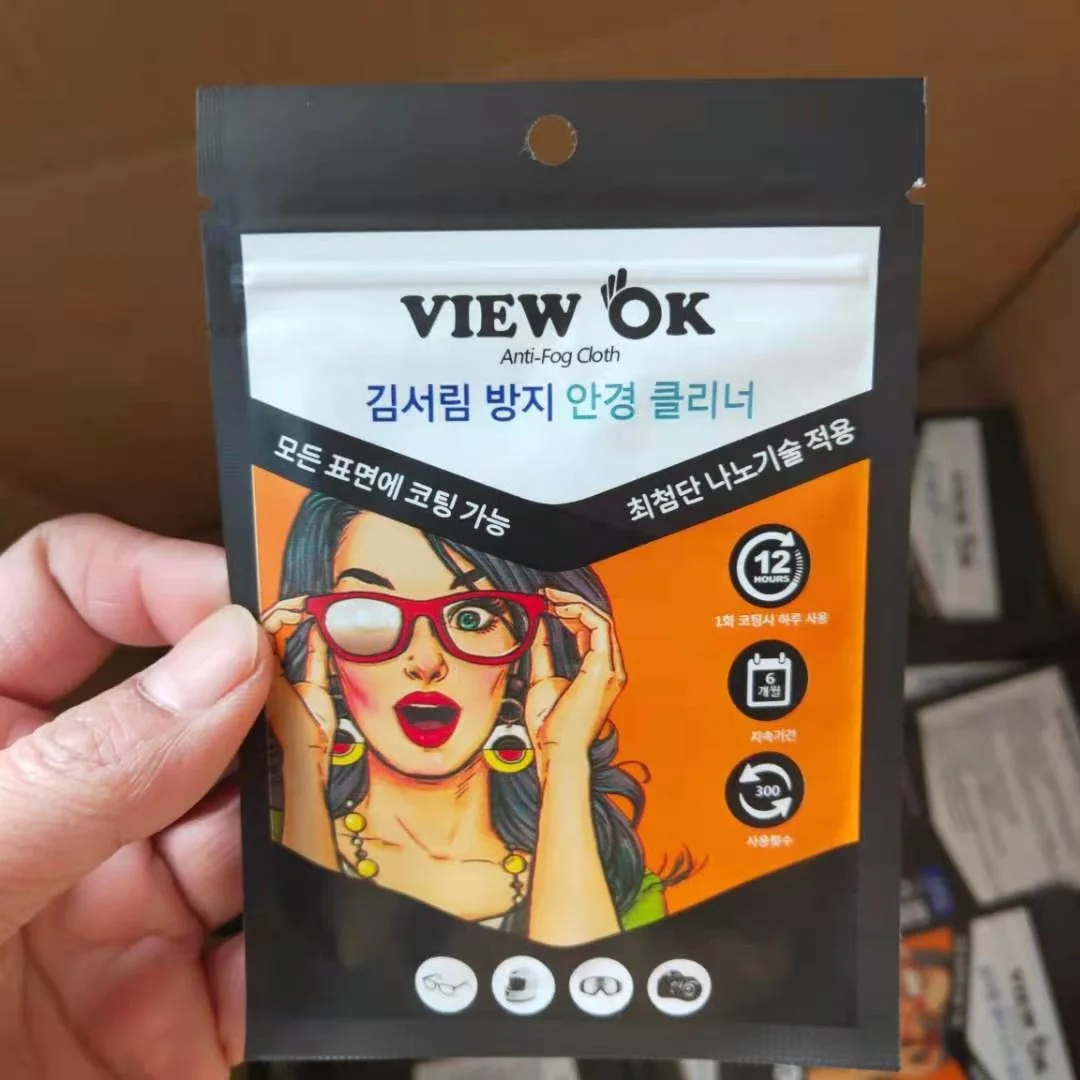 VIEW OK
Anti-Fog Cloth
김서림 방지 안경 클리너
모든 표면에 코팅 가능
최첨단 나노기술 적용
12
HOURS
1회 코팅시 하루 사용
6
개월
지속기간
300
사용횟수
VIEW OK